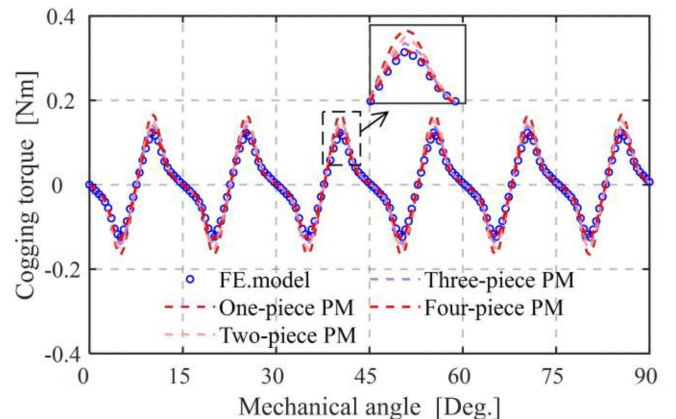 0.4
0.2
0
-0.2
-0.4
Cogging torque [Nm]
FE.model
Three-piece PM
One-piece PM
Four-piece PM
Two-piece PM
0 15 30 45 60 75 90
Mechanical angle [Deg.]